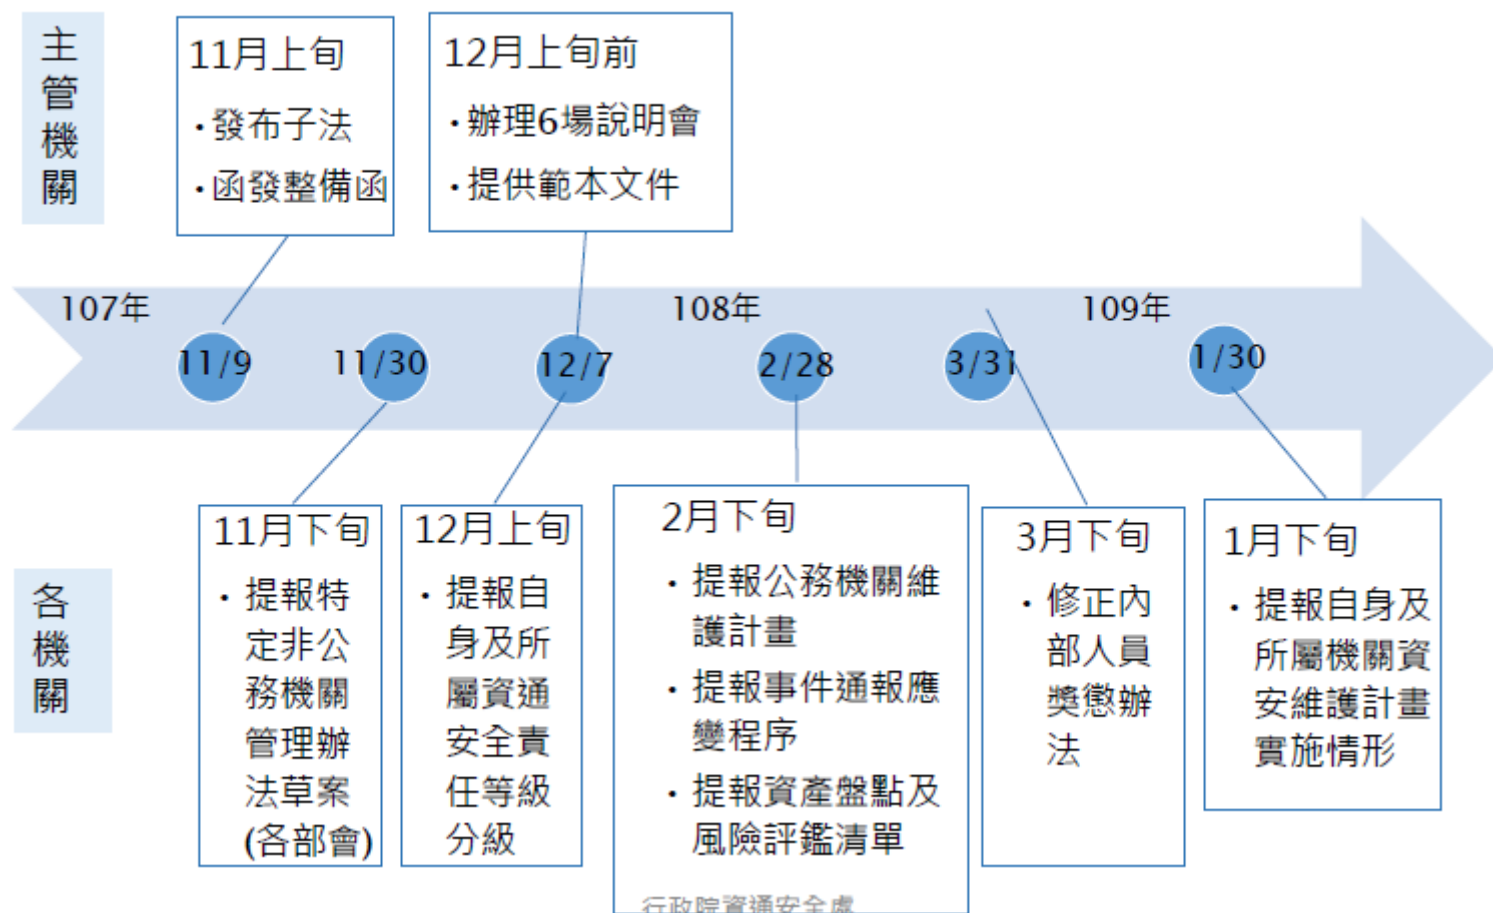 主
管
機
關
11月上旬
・發布子法
・函發整備函
12月上旬前
・辦理6場說明會
・提供範本文件
107年
108年
109年
11/9
11/30
12/7
2/28
3/31
1/30
各
機
關
11月下旬
・提報特
定非公
務機關
管理辦
法草案
(各部會)
12月上旬
・提報自
身及所
屬資通
安全責
任等級
分級
2月下旬
・提報公務機關維
護計畫
・提報事件通報應
變程序
・提報資產盤點及
風險評鑑清單
3月下旬
・修正內
部人員
獎懲辦
法
1月下旬
・提報自身及
所屬機關資
安維護計畫
實施情形
行政院資通安全處